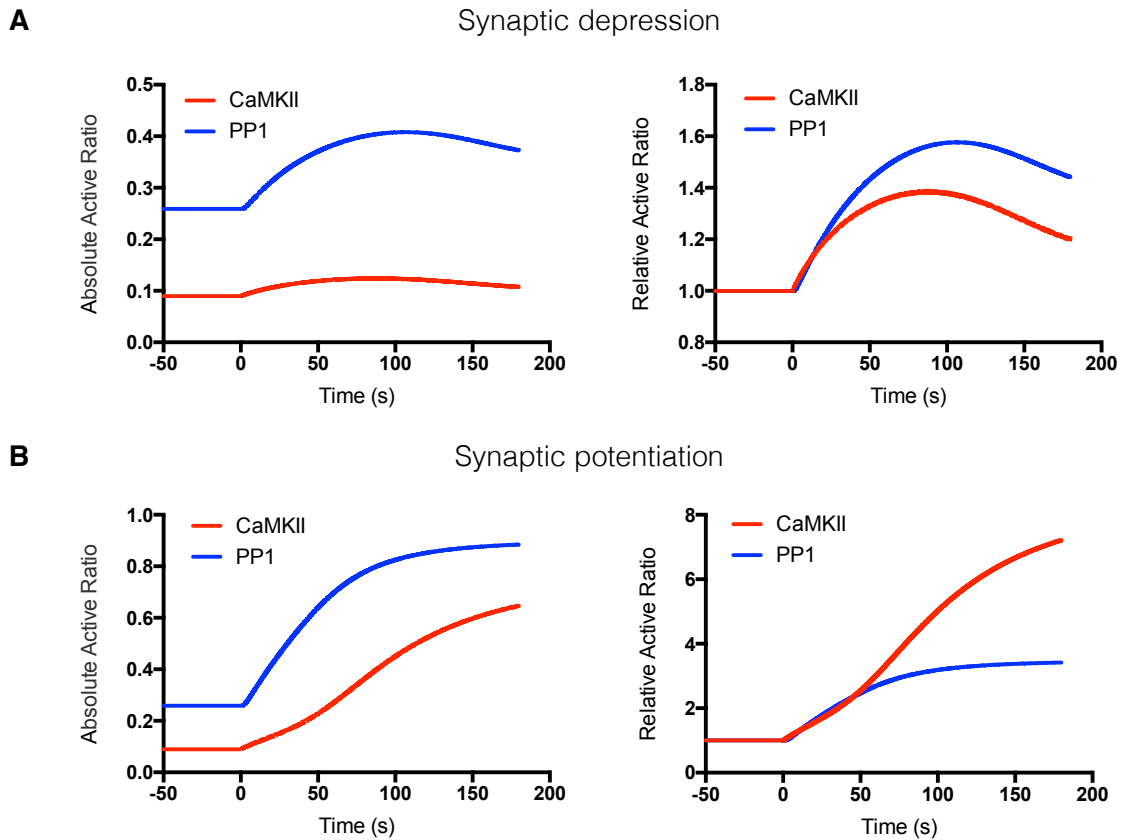 A
Synaptic depression
Absolute Active Ratio
0.5
0.4
0.3
0.2
0.1
0.0
CaMKII
PP1
-50 0 50 100 150 200
Time (s)
Relative Active Ratio
1.8
1.6
1.4
1.2
1.0
0.8
CaMKII
PP1
-50 0 50 100 150 200
Time (s)
B
Synaptic potentiation
Absolute Active Ratio
1.0
0.8
0.6
0.4
0.2
0.0
CaMKII
PP1
-50 0 50 100 150 200
Time (s)
Relative Active Ratio
8
6
4
2
0
CaMKII
PP1
-50 0 50 100 150 200
Time (s)